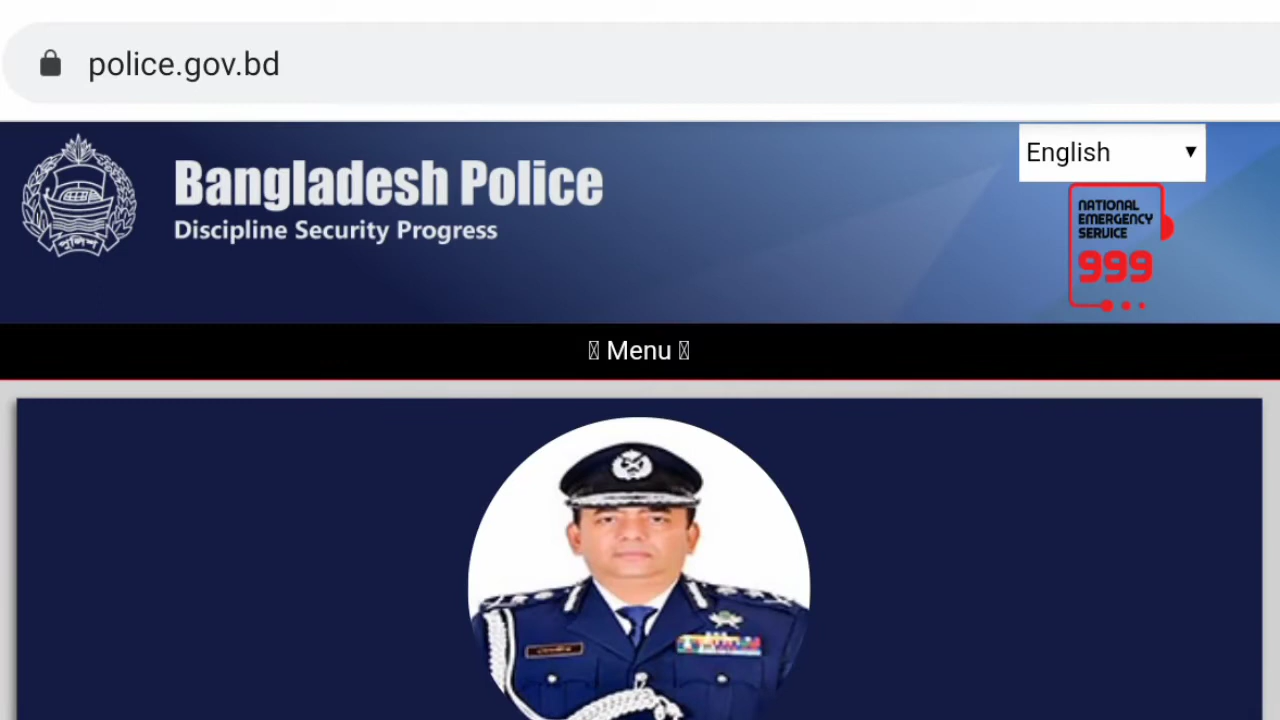 police.gov.bd
Bangladesh Police
Discipline Security Progress
পুলিশ
English
NATIONAL
EMERGENCY
SERVICE
999
Menu